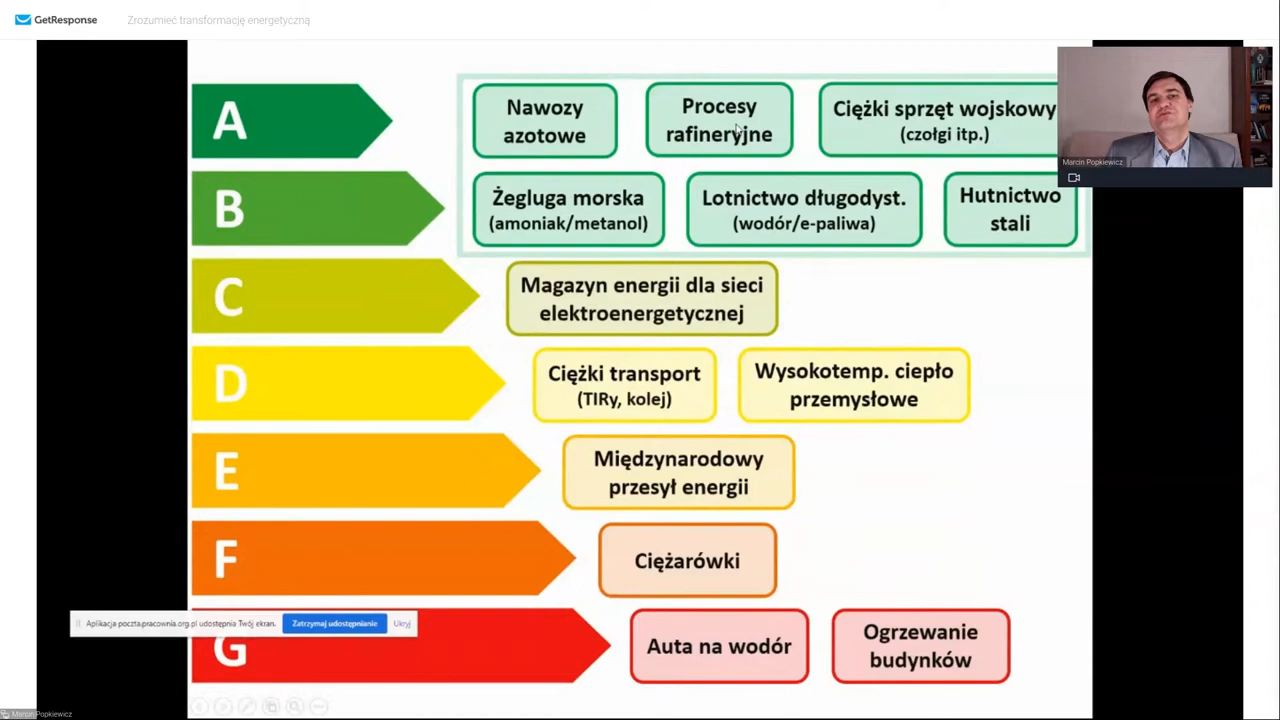 GetResponse
Zrozumieć transformację energetyczną
A
Nawozy
azotowe
Procesy
rafineryjne
Ciężki sprzęt wojskowy
(czołgi itp.)
Marcin Popkiewicz
B
Żegluga morska
(amoniak/metanol)
Lotnictwo długodyst.
(wodór/e-paliwa)
Hutnictwo
stali
C
Magazyn energii dla sieci
elektroenergetycznej
D
Ciężki transport
(TIRy, kolej)
Wysokotemp. ciepło
przemysłowe
E
Międzynarodowy
przesył energii
F
Ciężarówki
Aplikacja poczta.pracownia.org.pl udostępnia Twój ekran.
Zatrzymaj udostępnianie
Ukryj
G
Auta na wodór
Ogrzewanie
budynków
Marcin Popkiewicz